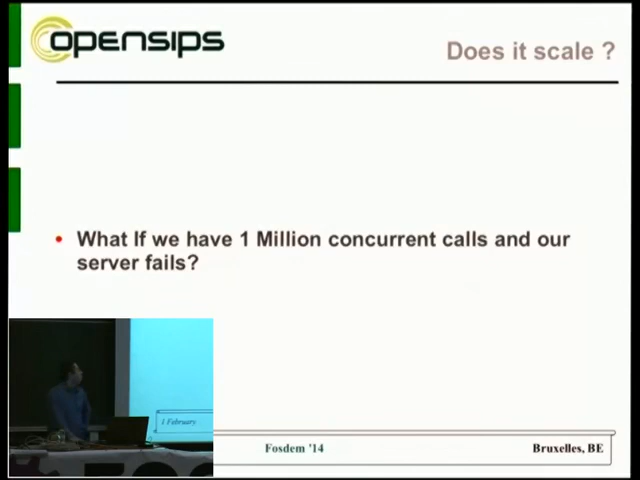 opensips
Does it scale ?
• What If we have 1 Million concurrent calls and our
server fails?
1 February
Fosdem '14
Bruxelles, BE